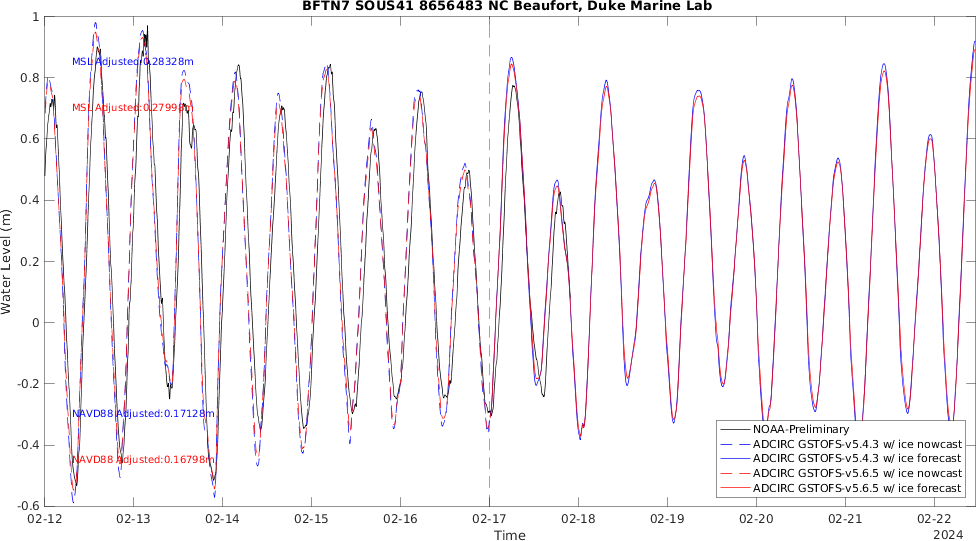 BFTN7 SOUS41 8656483 NC Beaufort, Duke Marine Lab
1
0.8
0.6
0.4
0.2
0
-0.2
-0.4
-0.6
Water Level (m)
MSL Adjusted:0.28328m
MSL Adjusted:0.27998m
NAVD88 Adjusted:0.17128m
NAVD88 Adjusted:0.16798m
NOAA-Preliminary
ADCIRC GSTOFS-v5.4.3 w/ ice nowcast
ADCIRC GSTOFS-v5.4.3 w/ ice forecast
ADCIRC GSTOFS-v5.6.5 w/ ice nowcast
ADCIRC GSTOFS-v5.6.5 w/ ice forecast
02-12 02-13 02-14 02-15 02-16 02-17 02-18 02-19 02-20 02-21 02-22
Time
2024